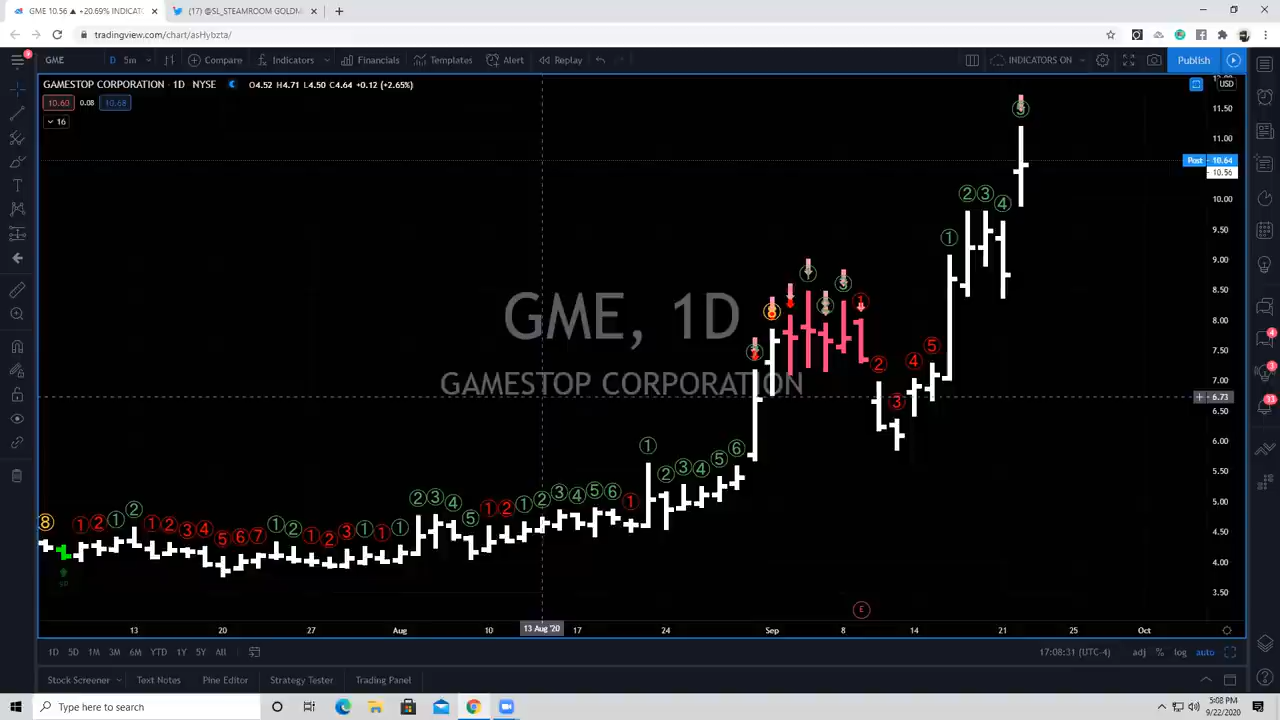 GME 10.56 ▲ +20.69% INDICAT
(17) @SL_STEAMROOM GOLDM
tradingview.com/chart/asHybzta/
GME
D 5m
Compare
Indicators
Financials
Templates
Alert
Replay
INDICATORS ON
Publish
GAMESTOP CORPORATION · 1D NYSE O4.52 H4.71 L4.50 C4.64 +0.12 (+2.65%)
10.60 0.08 10.68
16
USD
GME, 1D
GAMESTOP CORPORATION
11.50
11.00
Post 10.64
10.56
10.00
9.50
9.00
8.50
8.00
7.50
7.00
6.73
6.50
6.00
5.50
5.00
4.50
4.00
3.50
E
13 20 27 Aug 10 13 Aug '20 17 24 Sep 8 14 21 25 Oct
1D 5D 1M 3M 6M YTD 1Y 5Y All
17:08:31 (UTC-4) adj % log auto
Stock Screener Text Notes Pine Editor Strategy Tester Trading Panel
Type here to search
5:08 PM
9/22/2020